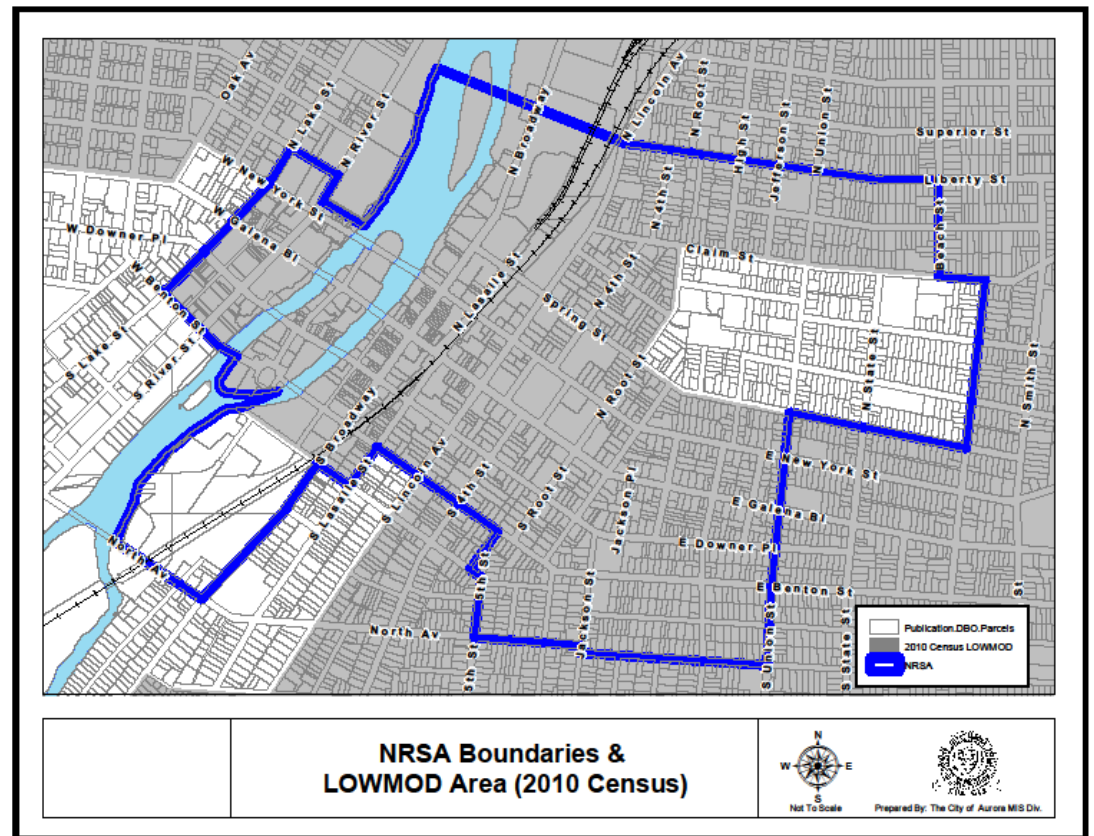 Oak Av
N Lake St
N River St
N Broadway
N Lincoln Av
N Root St
High St
Jefferson St
N Union St
Superior St
Liberty St
Beach St
W New York St
W Galena Bl
W Downer Pl
W Benton St
N 4th St
Claim St
N Lasalle St
N 5th St
Spring St
S Lake St
S River St
N Root St
N State St
N Smith St
S Broadway
S Lasalle St
S Lincoln Av
S 4th St
S Root St
Jackson Pl
E New York St
E Galena Bl
E Downer Pl
E Benton St
North Av
North Av
5th St
5th St
Jackson St
S Union St
S State St
St
Publication.DBO.Parcels
2010 Census LOWMOD
NRSA
NRSA Boundaries &
LOWMOD Area (2010 Census)
N
W
E
S
Not To Scale
Prepared By: The City of Aurora MIS Div.